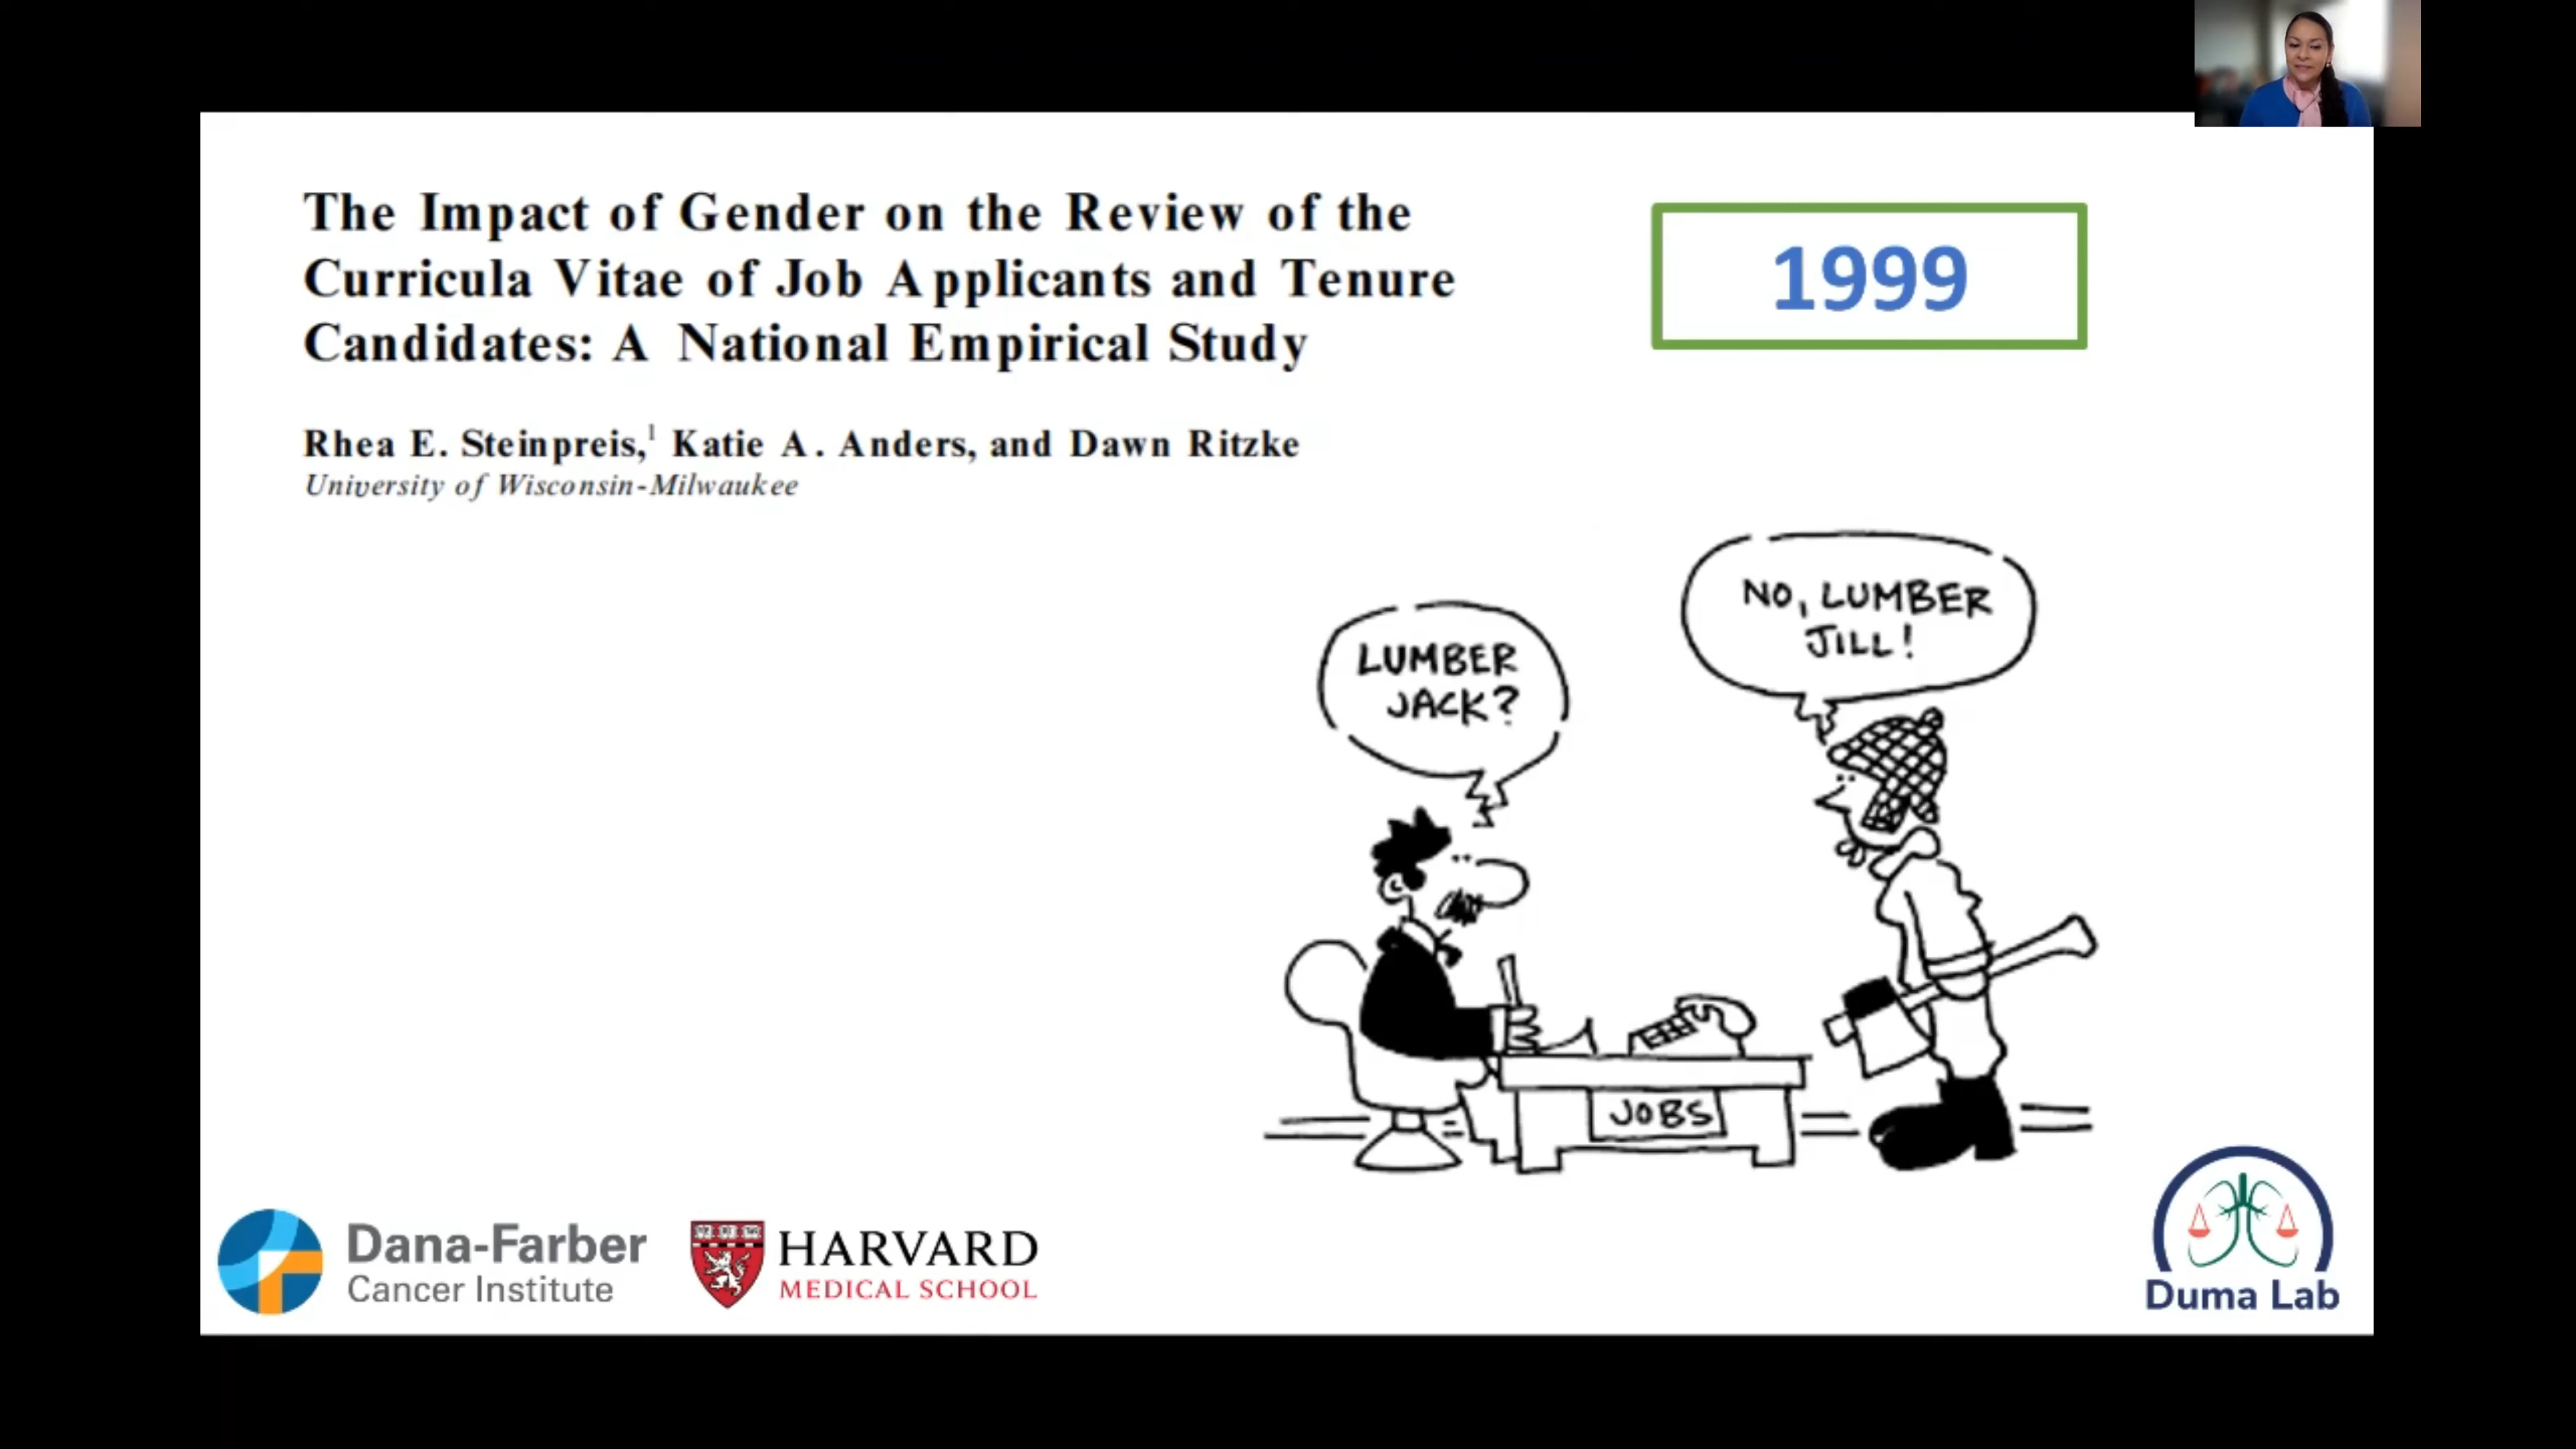 The Impact of Gender on the Review of the
Curricula Vitae of Job Applicants and Tenure
Candidates: A National Empirical Study
Rhea E. Steinpreis,¹ Katie A. Anders, and Dawn Ritzke
University of Wisconsin-Milwaukee
1999
LUMBER
JACK?
NO, LUMBER
JILL!
JOBS
Dana-Farber
Cancer Institute
HARVARD
MEDICAL SCHOOL
Duma Lab